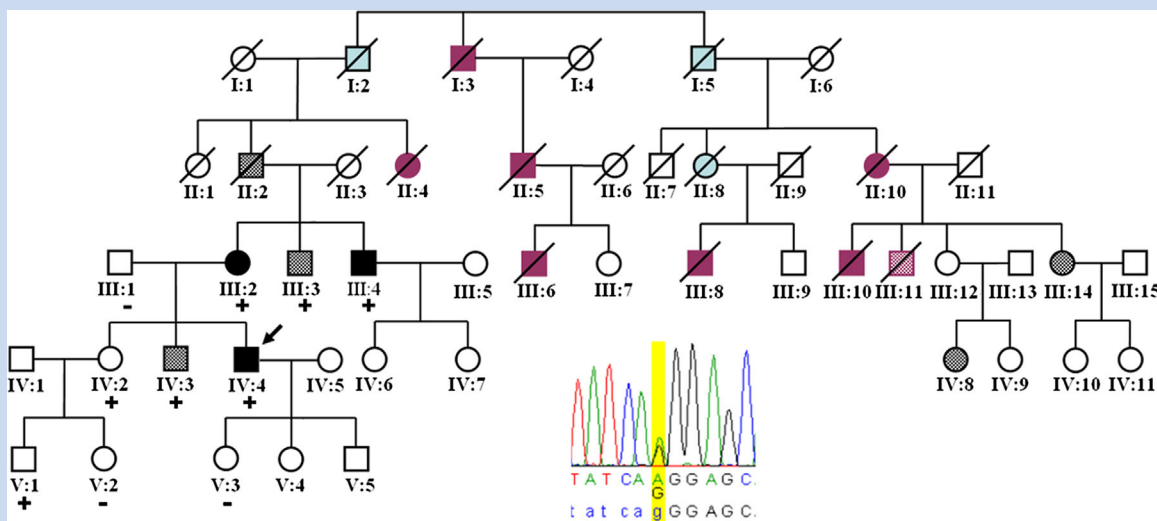 I:1 I:2 I:3 I:4 I:5 I:6
II:1 II:2 II:3 II:4 II:5 II:6 II:7 II:8 II:9 II:10 II:11
III:1 III:2 III:3 III:4 III:5 III:6 III:7 III:8 III:9 III:10 III:11 III:12 III:13 III:14 III:15
- + + +
IV:1 IV:2 IV:3 IV:4 IV:5 IV:6 IV:7 IV:8 IV:9 IV:10 IV:11
+ + +
V:1 V:2 V:3 V:4 V:5
+ - -
T A T C A A G G A G C.
G
t a t c a g G G A G C.